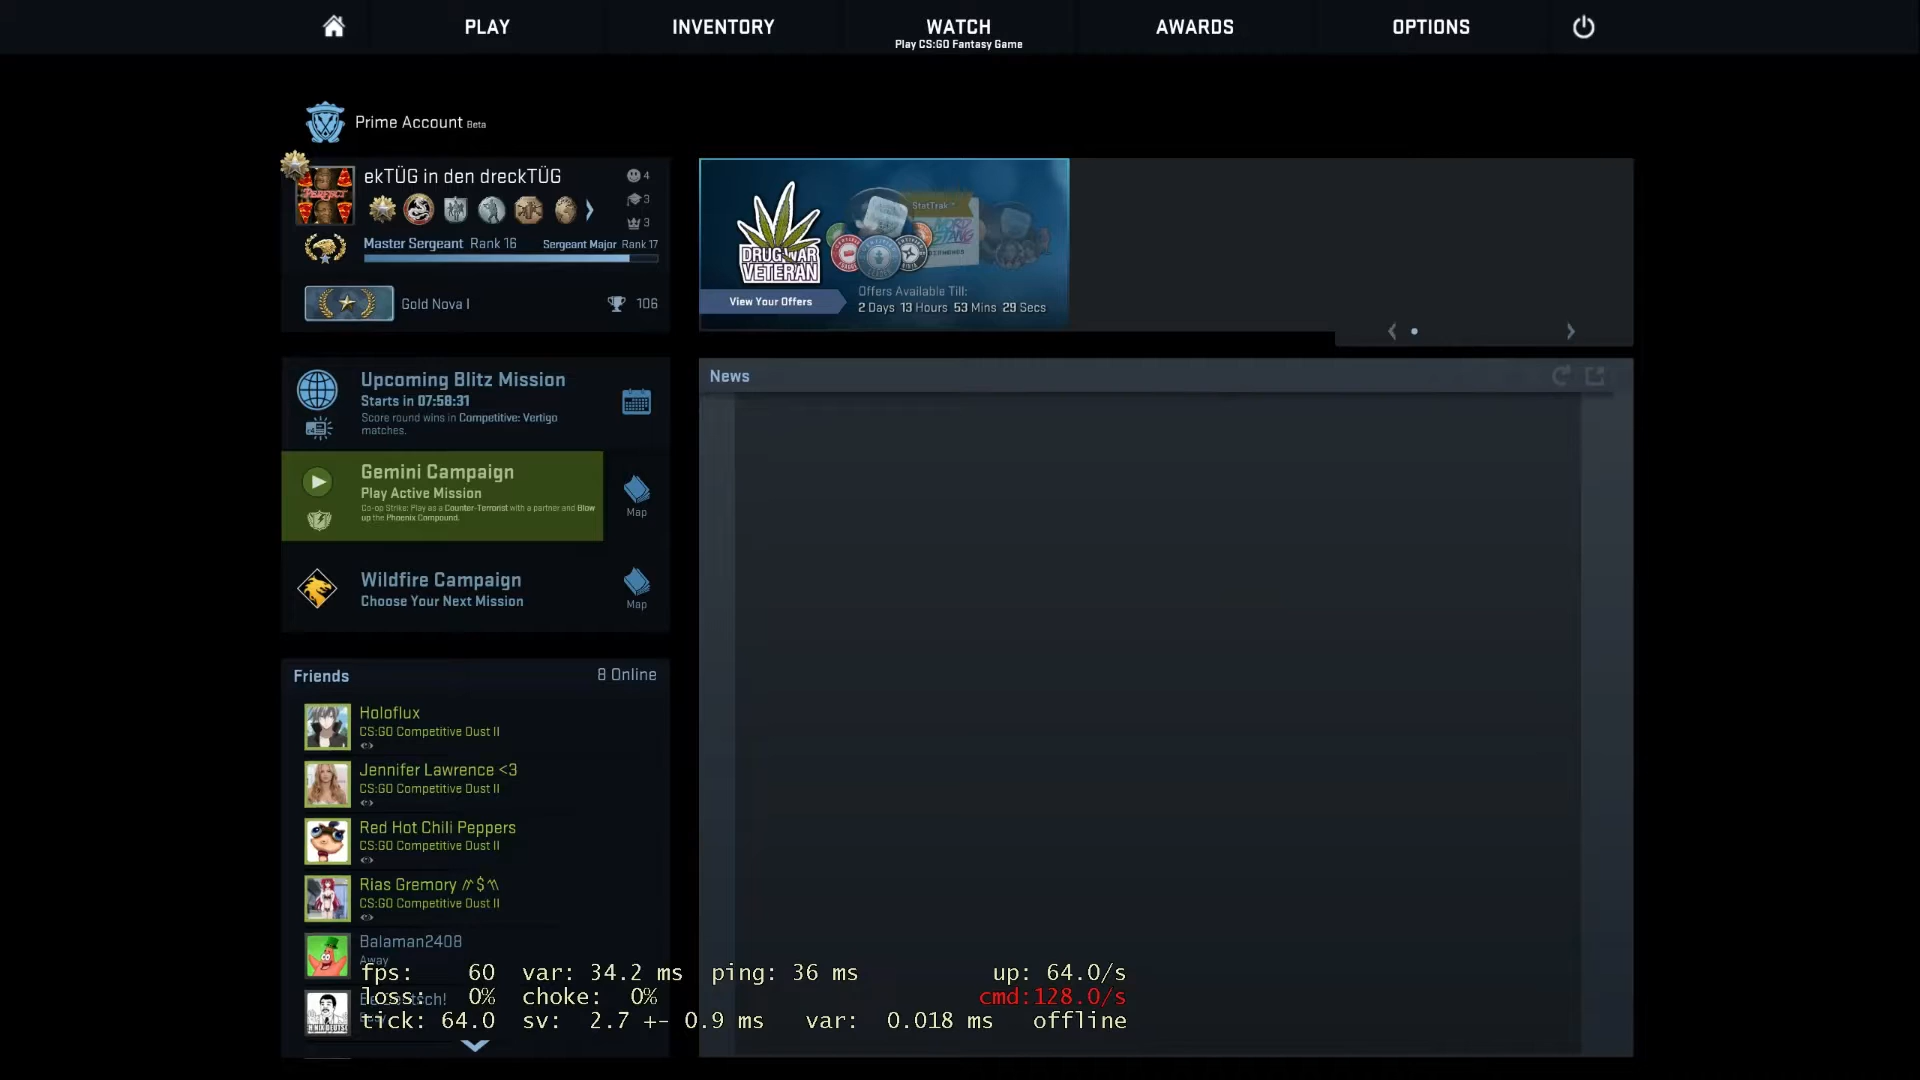 PLAY
INVENTORY
WATCH
Play CS:GO Fantasy Game
AWARDS
OPTIONS
Prime Account Beta
ekTÜG in den dreckTÜG
4
3
3
Master Sergeant Rank 16
Sergeant Major Rank 17
Gold Nova I
106
DRUG WAR
VETERAN
StatTrak™
View Your Offers
Offers Available Till:
2 Days 13 Hours 53 Mins 29 Secs
Upcoming Blitz Mission
Starts in 07:58:31
Score round wins in Competitive: Vertigo
matches.
Gemini Campaign
Play Active Mission
Co-op Strike: Play as a Counter-Terrorist with a partner and Blow
up the Phoenix Compound.
Map
Wildfire Campaign
Choose Your Next Mission
Map
News
Friends
8 Online
Holoflux
CS:GO Competitive Dust II
Jennifer Lawrence <3
CS:GO Competitive Dust II
Red Hot Chili Peppers
CS:GO Competitive Dust II
Rias Gremory
CS:GO Competitive Dust II
Balaman2408
Away
fps: 60 var: 34.2 ms ping: 36 ms up: 64.0/s
loss: 0% choke: 0% cmd:128.0/s
tick: 64.0 sv: 2.7 +- 0.9 ms var: 0.018 ms offline